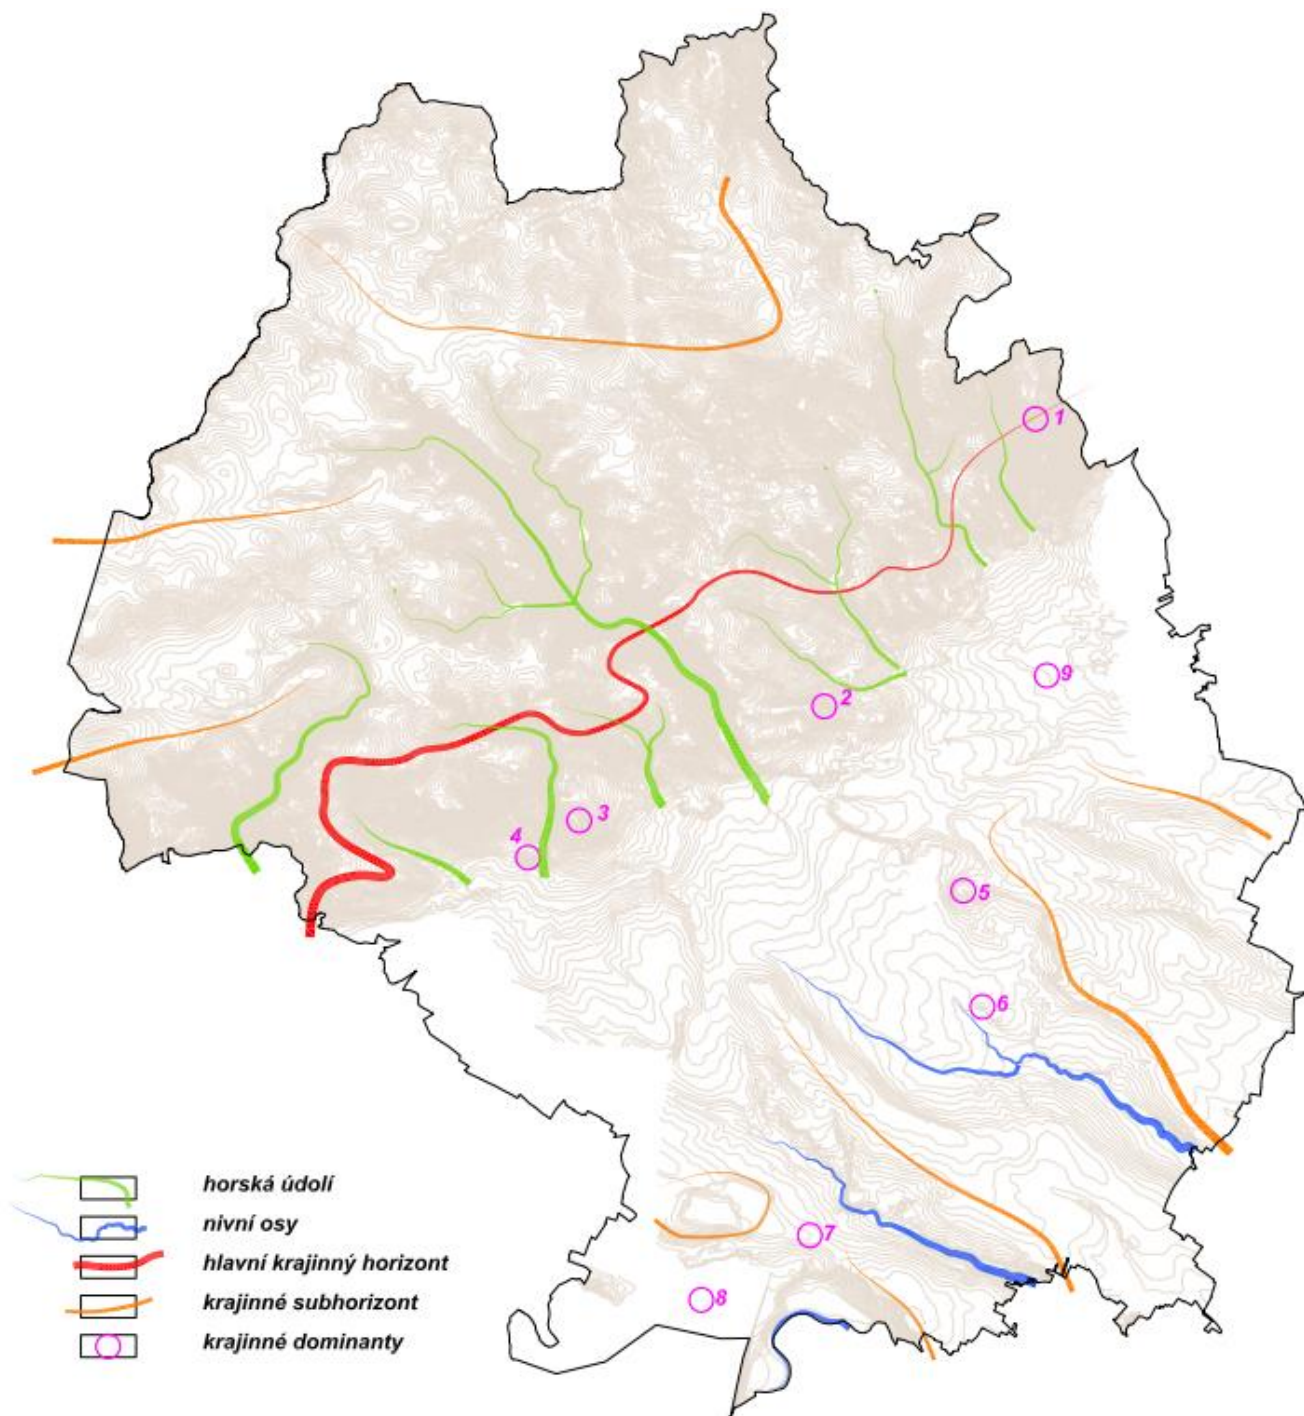 1
2
9
3
4
5
6
7
8
horská údolí
nivní osy
hlavní krajinný horizont
krajinné subhorizont
krajinné dominanty